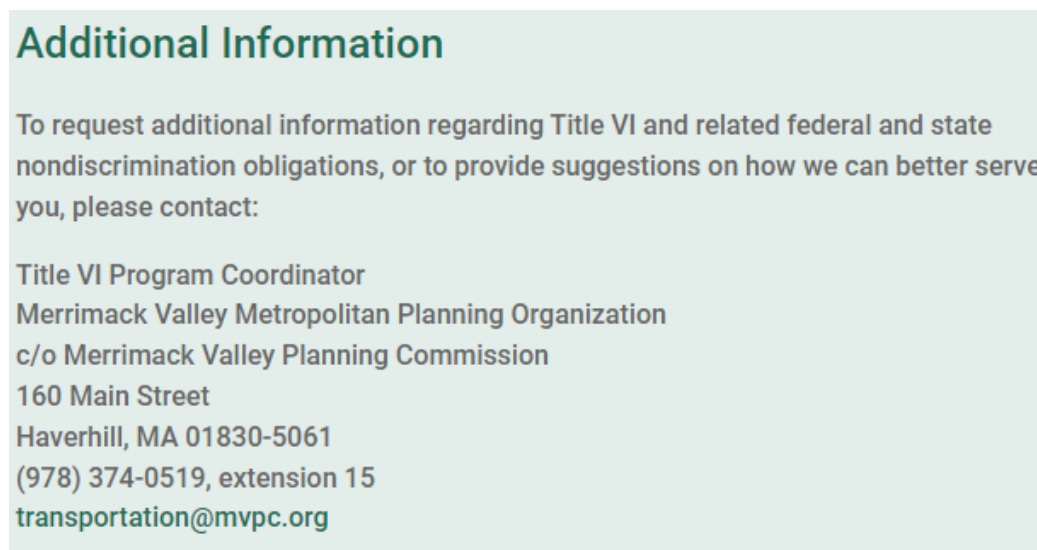 Additional Information
To request additional information regarding Title VI and related federal and state
nondiscrimination obligations, or to provide suggestions on how we can better serve
you, please contact:
Title VI Program Coordinator
Merrimack Valley Metropolitan Planning Organization
c/o Merrimack Valley Planning Commission
160 Main Street
Haverhill, MA 01830-5061
(978) 374-0519, extension 15
transportation@mvpc.org